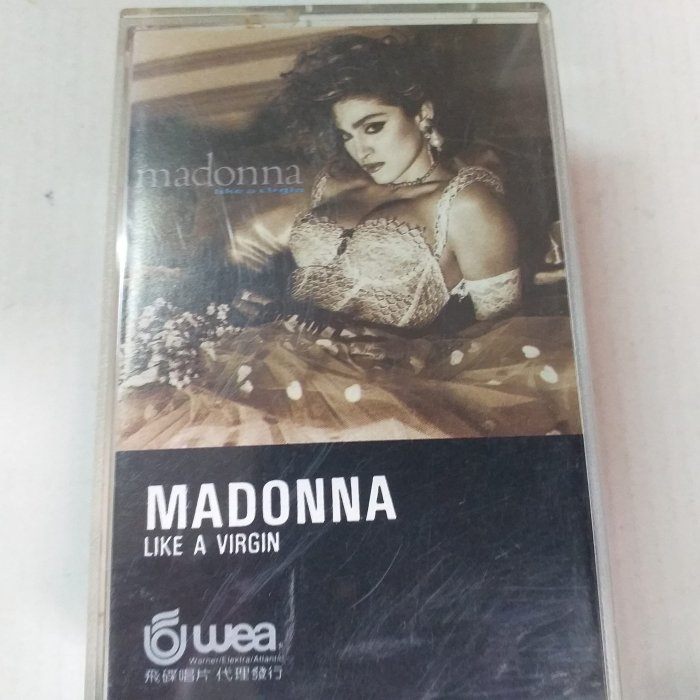 madonna
like a virgin
MADONNA
LIKE A VIRGIN
wea
Warner/Elektra/Atlantic
飛碟唱片 代理發行